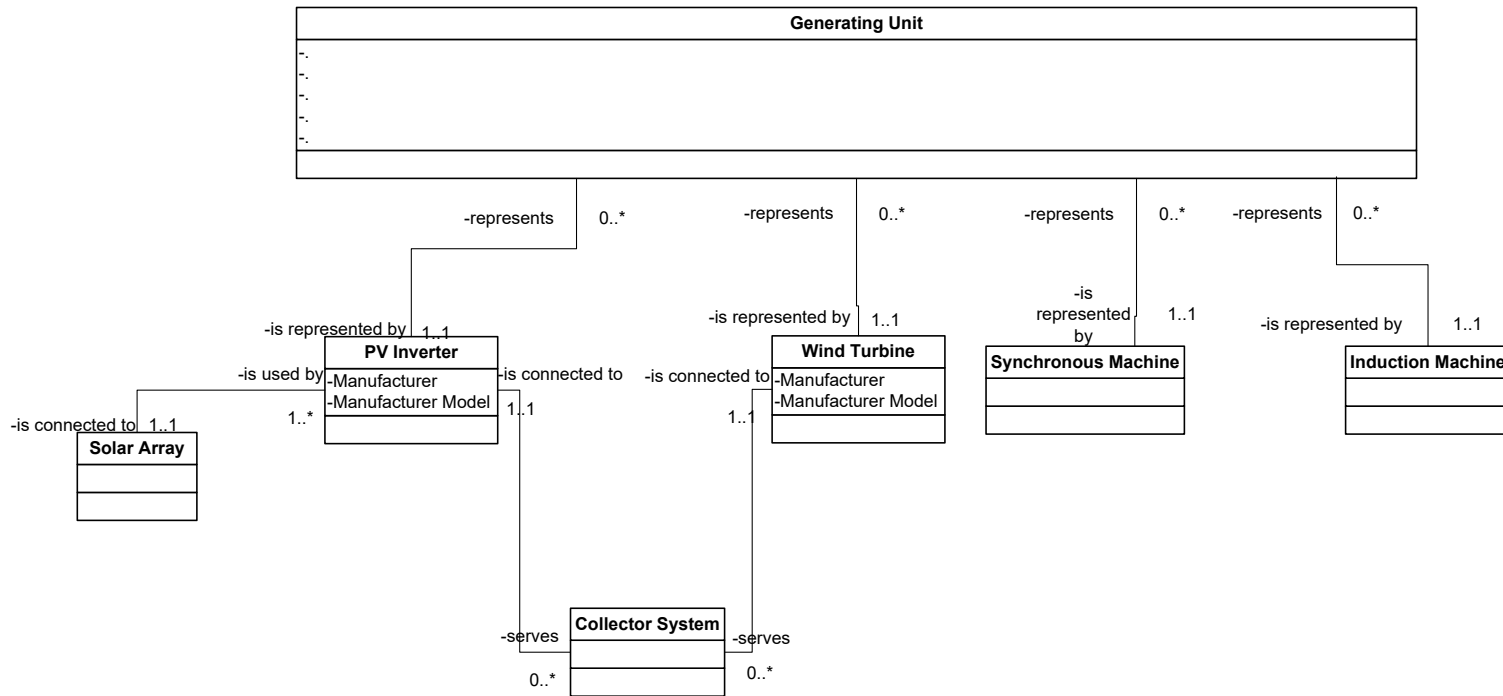 Generating Unit
-.
-.
-.
-.
-.
-represents
0..*
-represents
0..*
-represents
0..*
-represents
0..*
-is represented by
1..1
-is represented by
1..1
-is
represented
by
1..1
-is represented by
1..1
PV Inverter
-Manufacturer
-Manufacturer Model
Wind Turbine
-Manufacturer
-Manufacturer Model
Synchronous Machine
Induction Machine
-is used by
1..*
-is connected to
1..1
-is connected to
1..1
-is connected to
1..1
Solar Array
Collector System
-serves
0..*
-serves
0..*